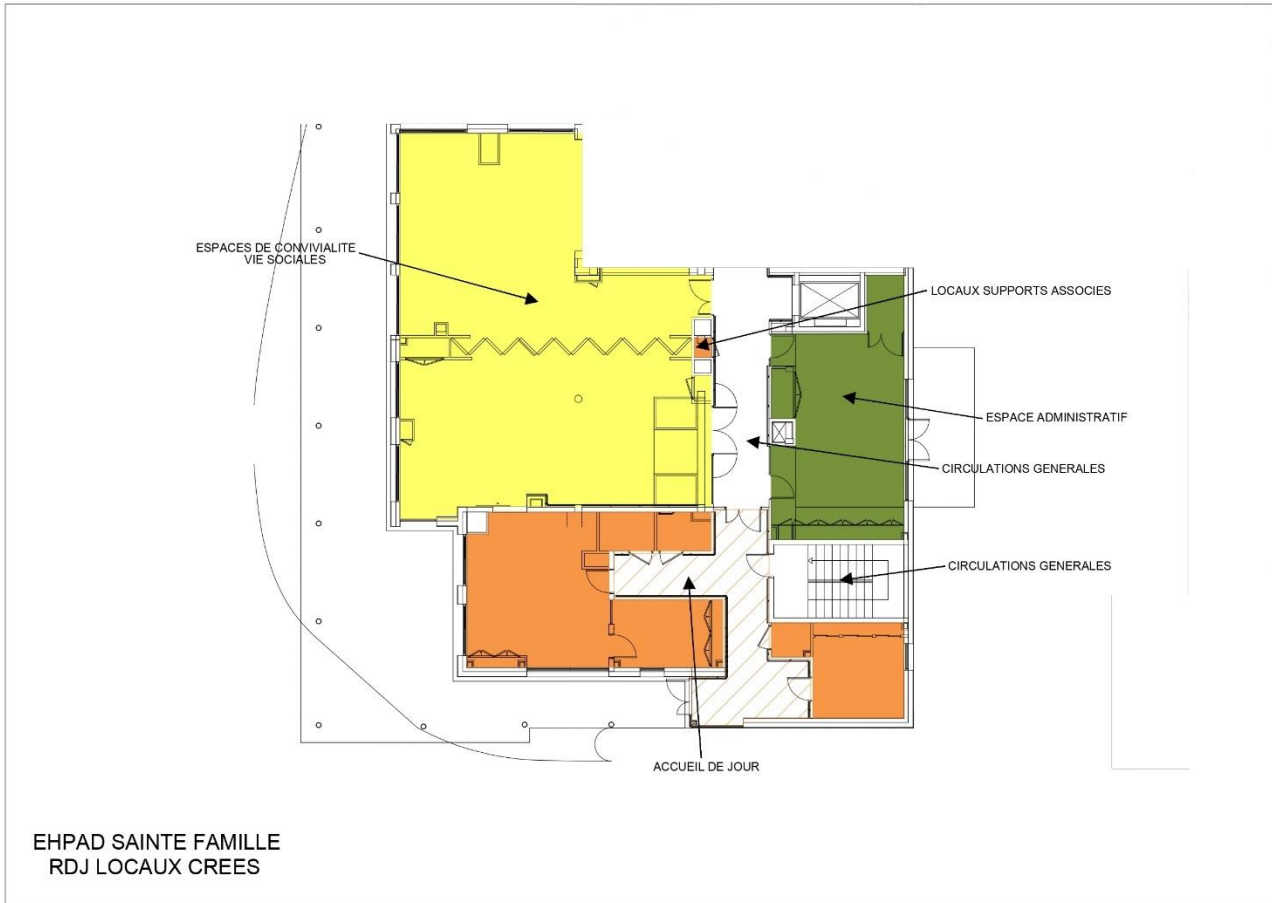 ESPACES DE CONVIVIALITE
VIE SOCIALES
LOCAUX SUPPORTS ASSOCIES
ESPACE ADMINISTRATIF
CIRCULATIONS GENERALES
CIRCULATIONS GENERALES
ACCUEIL DE JOUR
EHPAD SAINTE FAMILLE
RDJ LOCAUX CREES